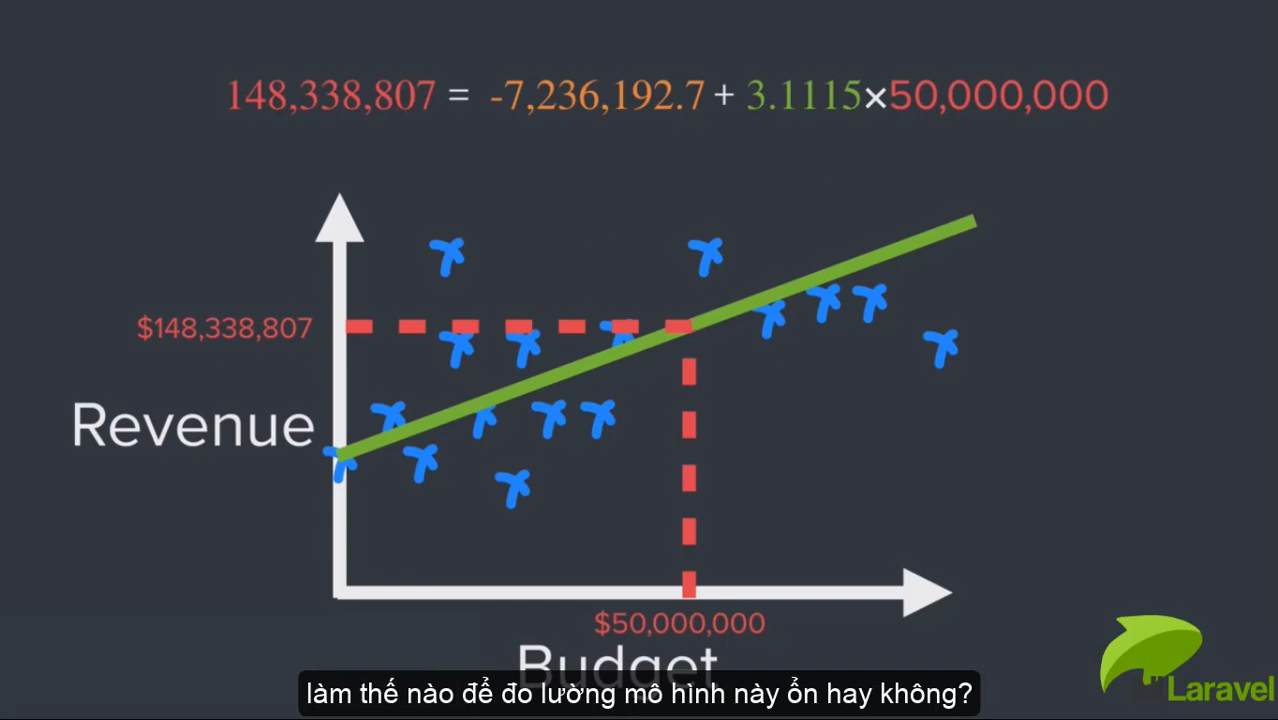 148,338,807 = -7,236,192.7 + 3.1115×50,000,000
$148,338,807
Revenue
$50,000,000
Budget
làm thế nào để đo lường mô hình này ổn hay không?
Laravel